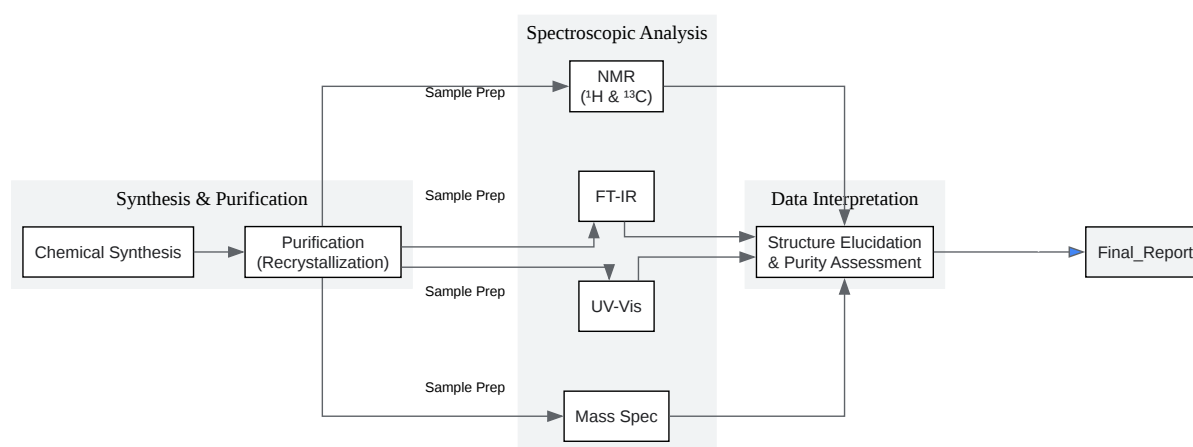 Spectroscopic Analysis
NMR
(¹H & ¹³C)
Sample Prep
Synthesis & Purification
Chemical Synthesis
Purification
(Recrystallization)
Sample Prep
FT-IR
Sample Prep
UV-Vis
Sample Prep
Mass Spec
Data Interpretation
Structure Elucidation
& Purity Assessment
Final_Report